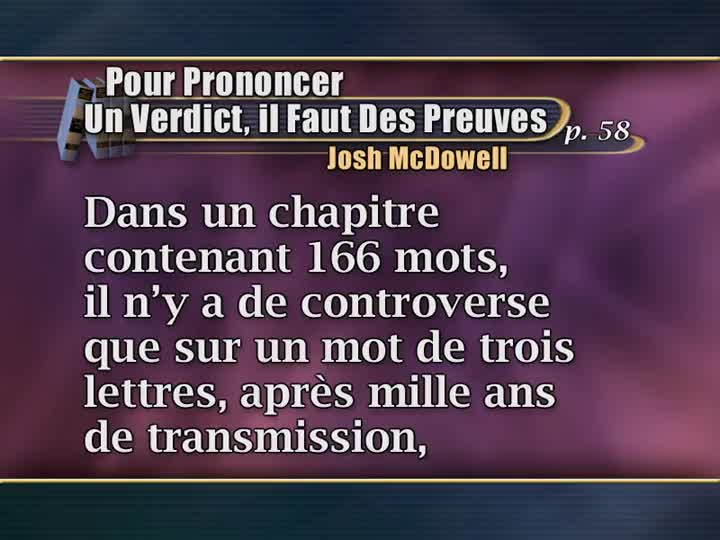 Pour Prononcer
Un Verdict, il Faut Des Preuves p. 58
Josh McDowell
Dans un chapitre
contenant 166 mots,
il n’y a de controverse
que sur un mot de trois
lettres, après mille ans
de transmission,